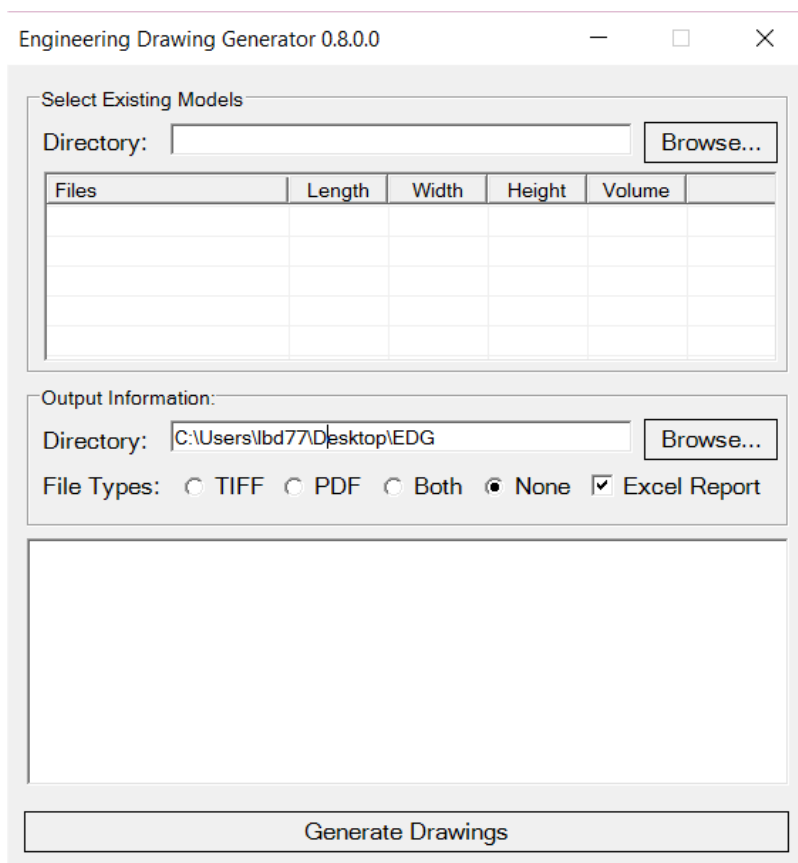 Engineering Drawing Generator 0.8.0.0
Select Existing Models
Directory: Browse...
Files Length Width Height Volume
Output Information:
Directory: C:\Users\lbd77\Desktop\EDG Browse...
File Types: TIFF PDF Both None Excel Report
Generate Drawings